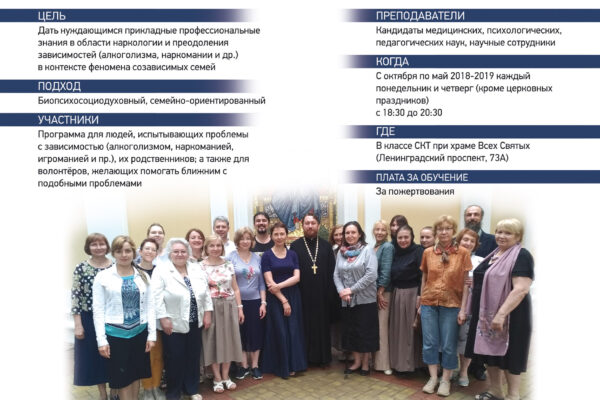 ЦЕЛЬ
Дать нуждающимся прикладные профессиональные
знания в области наркологии и преодоления
зависимостей (алкоголизма, наркомании и др.)
в контексте феномена созависимых семей
ПОДХОД
Биопсихосоциодуховный, семейно-ориентированный
УЧАСТНИКИ
Программа для людей, испытывающих проблемы
с зависимостью (алкоголизмом, наркоманией,
игроманией и пр.), их родственников; а также для
волонтёров, желающих помогать ближним с
подобными проблемами
ПРЕПОДАВАТЕЛИ
Кандидаты медицинских, психологических,
педагогических наук, научные сотрудники
КОГДА
С октября по май 2018-2019 каждый
понедельник и четверг (кроме церковных
праздников)
с 18:30 до 20:30
ГДЕ
В классе СКТ при храме Всех Святых
(Ленинградский проспект, 73А)
ПЛАТА ЗА ОБУЧЕНИЕ
За пожертвования